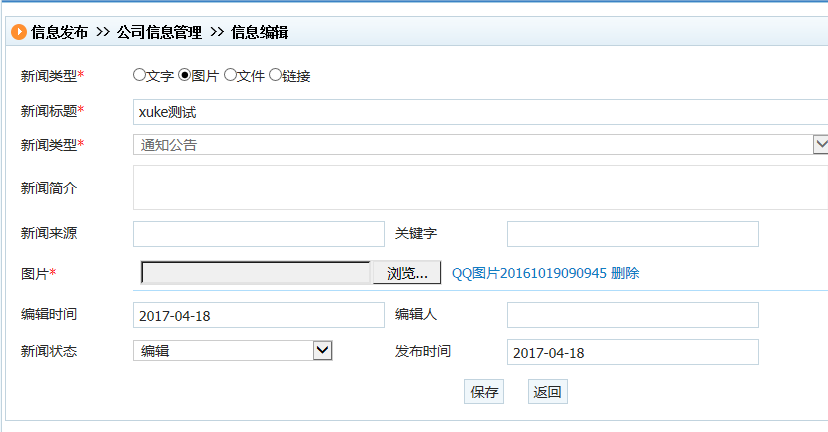 信息发布 >> 公司信息管理 >> 信息编辑
新闻类型* 文字 图片 文件 链接
新闻标题* xuke测试
新闻类型* 通知公告
新闻简介
新闻来源 关键字
图片* 浏览... QQ图片20161019090945 删除
编辑时间 2017-04-18 编辑人
新闻状态 编辑 发布时间 2017-04-18
保存 返回